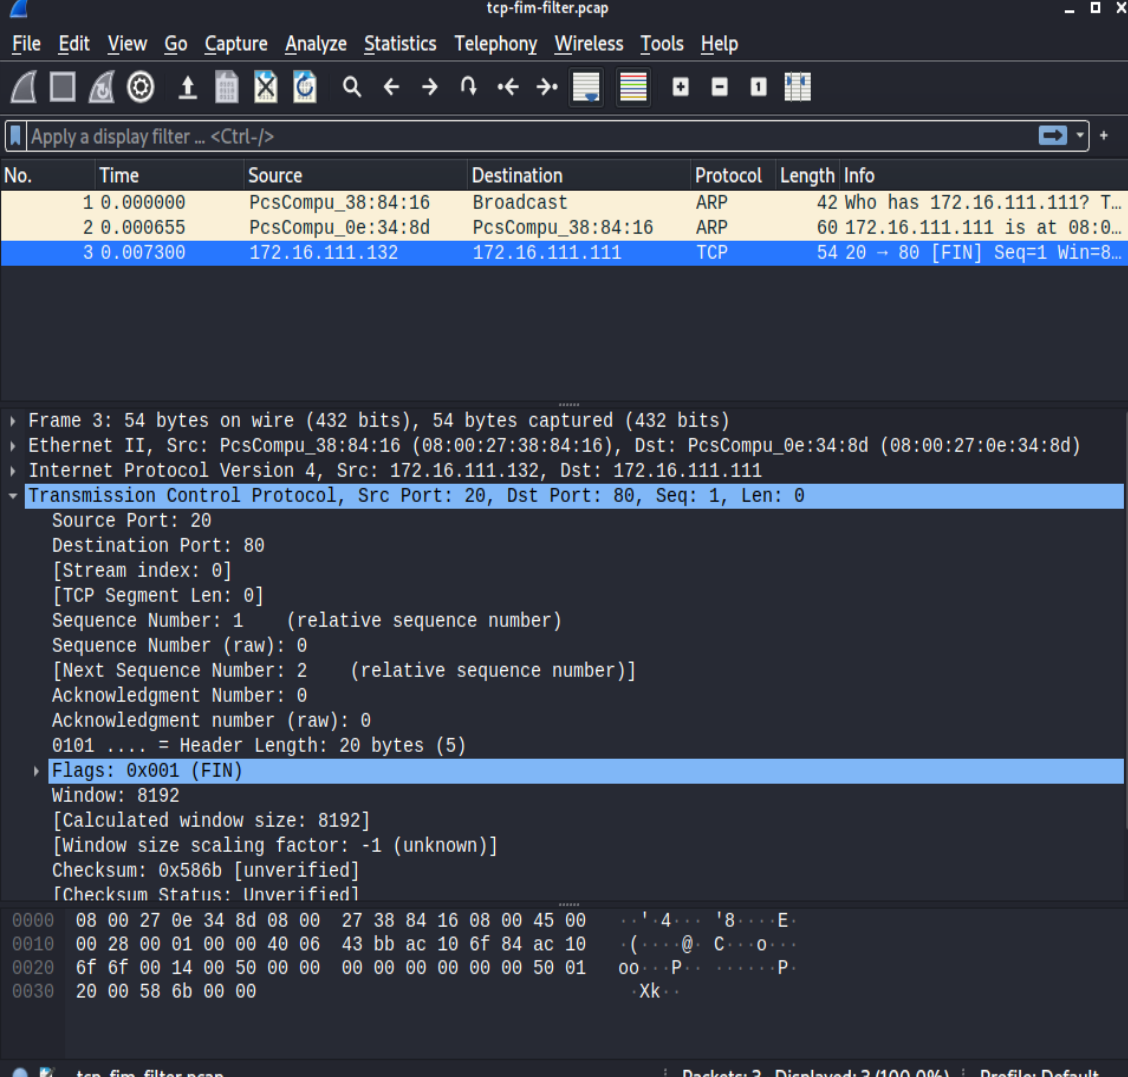 tcp-fim-filter.pcap
File Edit View Go Capture Analyze Statistics Telephony Wireless Tools Help
Apply a display filter ... <Ctrl-/>
No. Time Source Destination Protocol Length Info
1 0.000000 PcsCompu_38:84:16 Broadcast ARP 42 Who has 172.16.111.111? T…
2 0.000655 PcsCompu_0e:34:8d PcsCompu_38:84:16 ARP 60 172.16.111.111 is at 08:0…
3 0.007300 172.16.111.132 172.16.111.111 TCP 54 20 → 80 [FIN] Seq=1 Win=8…
Frame 3: 54 bytes on wire (432 bits), 54 bytes captured (432 bits)
Ethernet II, Src: PcsCompu_38:84:16 (08:00:27:38:84:16), Dst: PcsCompu_0e:34:8d (08:00:27:0e:34:8d)
Internet Protocol Version 4, Src: 172.16.111.132, Dst: 172.16.111.111
Transmission Control Protocol, Src Port: 20, Dst Port: 80, Seq: 1, Len: 0
Source Port: 20
Destination Port: 80
[Stream index: 0]
[TCP Segment Len: 0]
Sequence Number: 1 (relative sequence number)
Sequence Number (raw): 0
[Next Sequence Number: 2 (relative sequence number)]
Acknowledgment Number: 0
Acknowledgment number (raw): 0
0101 .... = Header Length: 20 bytes (5)
Flags: 0x001 (FIN)
Window: 8192
[Calculated window size: 8192]
[Window size scaling factor: -1 (unknown)]
Checksum: 0x586b [unverified]
[Checksum Status: Unverified]
0000 08 00 27 0e 34 8d 08 00 27 38 84 16 08 00 45 00 ··'·4··· '8····E·
0010 00 28 00 01 00 00 40 06 43 bb ac 10 6f 84 ac 10 ·(····@· C···o···
0020 6f 6f 00 14 00 50 00 00 00 00 00 00 00 00 50 01 oo···P·· ······P·
0030 20 00 58 6b 00 00 ·Xk··
tcp-fim-filter.pcap Packets: 3 · Displayed: 3 (100.0%) Profile: Default